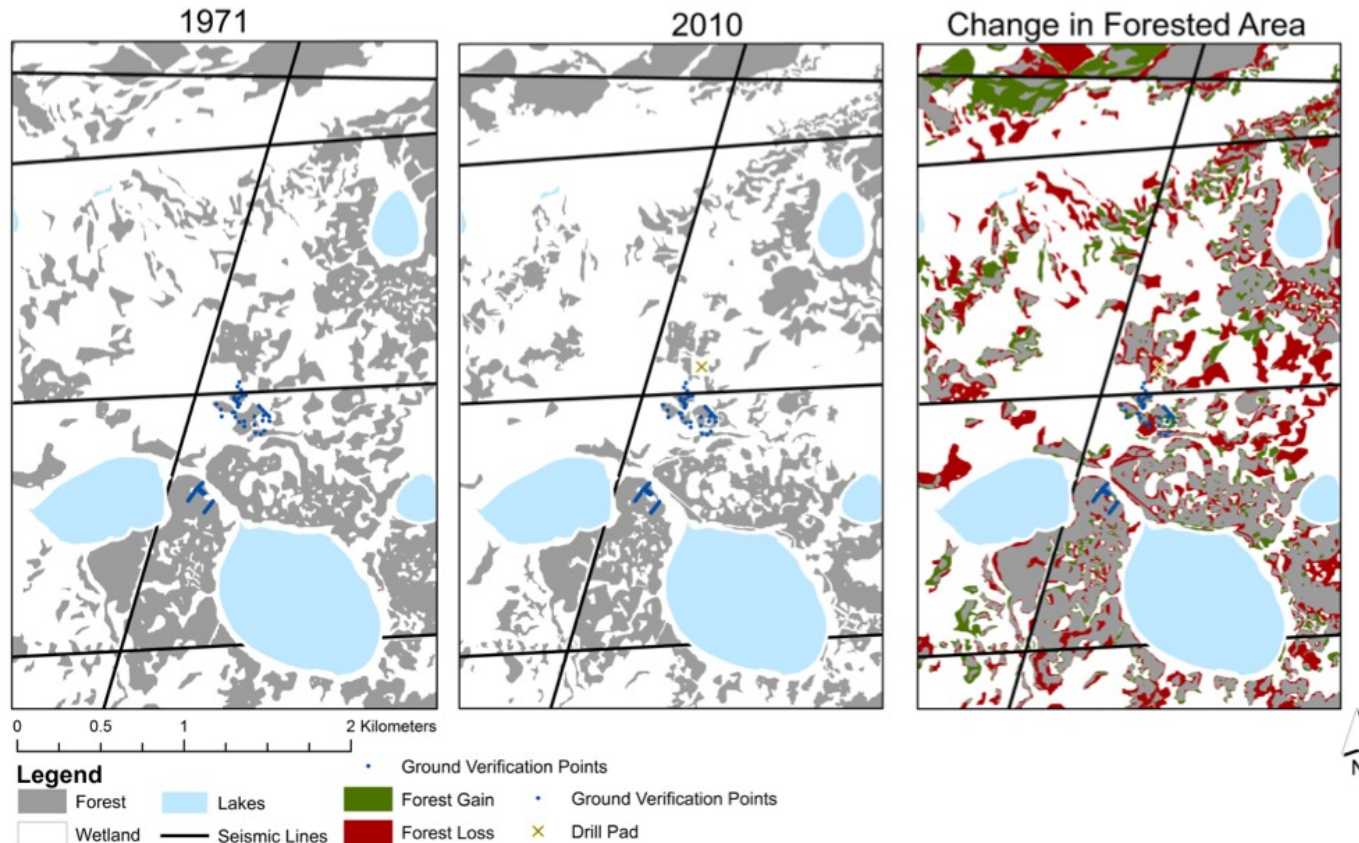 1971
2010
Change in Forested Area
0 0.5 1 2 Kilometers
N
Legend
Forest
Wetland
Lakes
Seismic Lines
Ground Verification Points
Forest Gain
Forest Loss
Ground Verification Points
Drill Pad